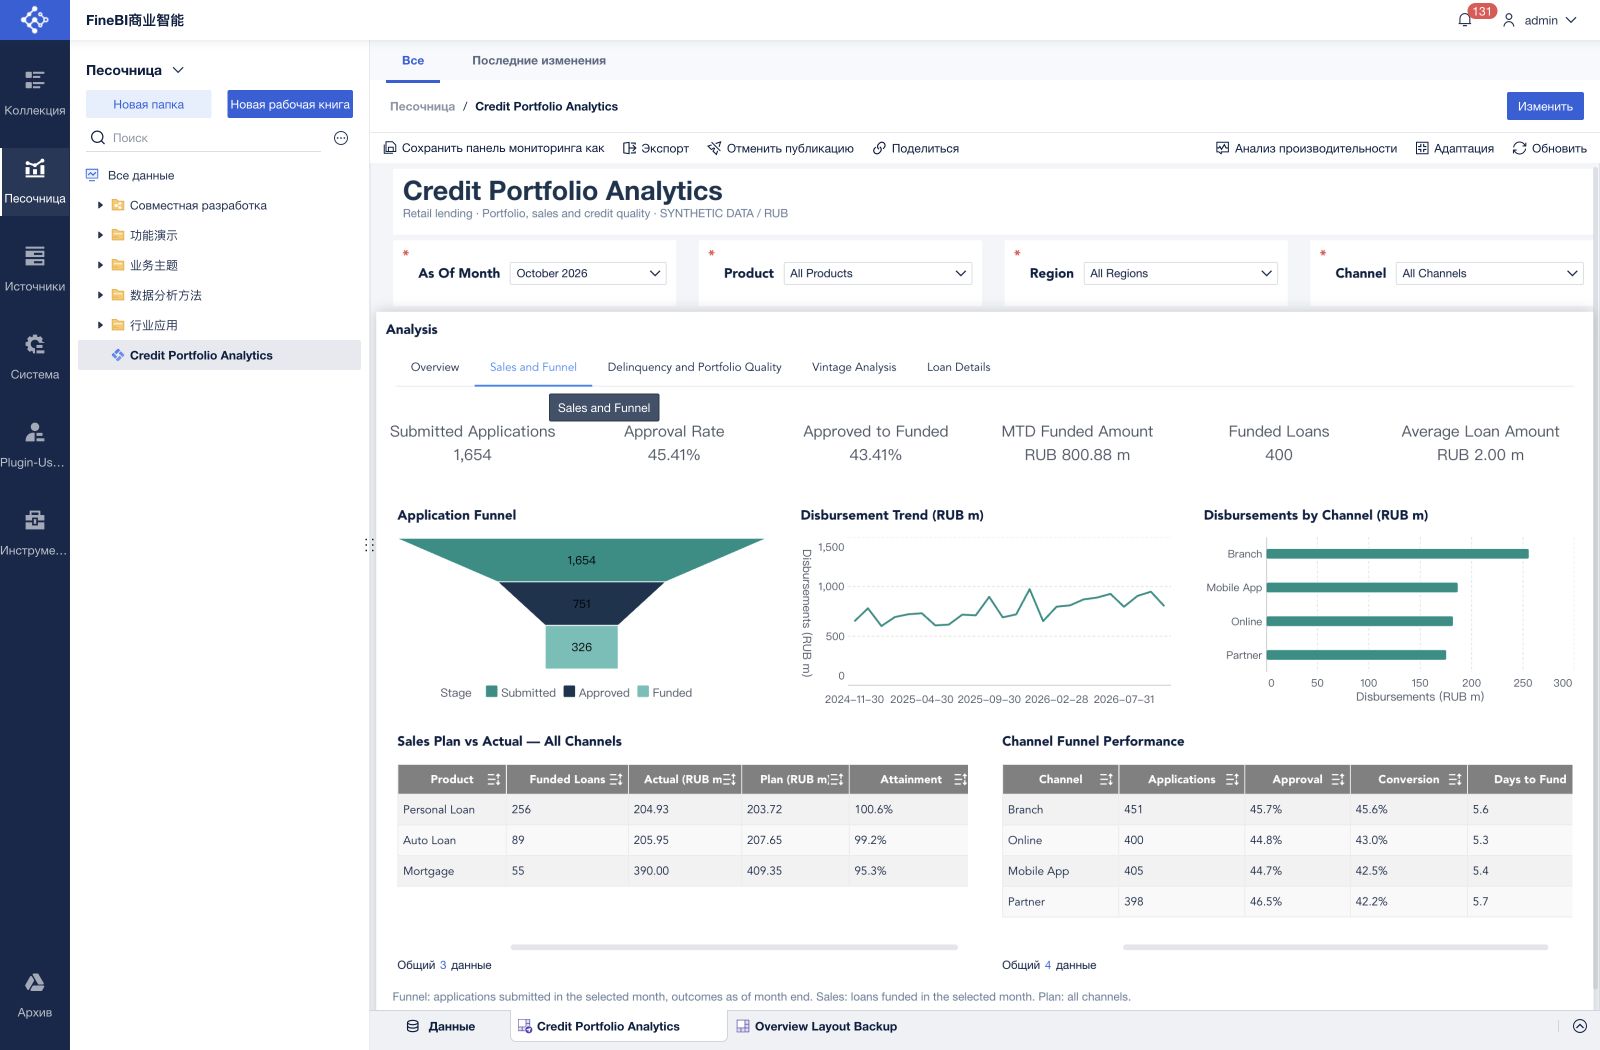 FineBI商业智能
131
admin
Коллекция
Песочница
Источники
Система
Plugin-Us...
Инструме...
Архив
Песочница
Новая папка
Новая рабочая книга
Поиск
Все данные
Совместная разработка
功能演示
业务主题
数据分析方法
行业应用
Credit Portfolio Analytics
Все
Последние изменения
Песочница / Credit Portfolio Analytics
Изменить
Сохранить панель мониторинга как
Экспорт
Отменить публикацию
Поделиться
Анализ производительности
Адаптация
Обновить
Credit Portfolio Analytics
Retail lending · Portfolio, sales and credit quality · SYNTHETIC DATA / RUB
* As Of Month October 2026
* Product All Products
* Region All Regions
* Channel All Channels
Analysis
Overview
Sales and Funnel
Delinquency and Portfolio Quality
Vintage Analysis
Loan Details
Sales and Funnel
Submitted Applications
1,654
Approval Rate
45.41%
Approved to Funded
43.41%
MTD Funded Amount
RUB 800.88 m
Funded Loans
400
Average Loan Amount
RUB 2.00 m
Application Funnel
1,654
751
326
Stage Submitted Approved Funded
Disbursement Trend (RUB m)
Disbursements (RUB m)
1,500
1,000
500
0
2024-11-30 2025-04-30 2025-09-30 2026-02-28 2026-07-31
Disbursements by Channel (RUB m)
Branch
Mobile App
Online
Partner
0 50 100 150 200 250 300
Disbursements (RUB m)
Sales Plan vs Actual — All Channels
Product Funded Loans Actual (RUB m Plan (RUB m) Attainment
Personal Loan 256 204.93 203.72 100.6%
Auto Loan 89 205.95 207.65 99.2%
Mortgage 55 390.00 409.35 95.3%
Общий 3 данные
Channel Funnel Performance
Channel Applications Approval Conversion Days to Fund
Branch 451 45.7% 45.6% 5.6
Online 400 44.8% 43.0% 5.3
Mobile App 405 44.7% 42.5% 5.4
Partner 398 46.5% 42.2% 5.7
Общий 4 данные
Funnel: applications submitted in the selected month, outcomes as of month end. Sales: loans funded in the selected month. Plan: all channels.
Данные
Credit Portfolio Analytics
Overview Layout Backup